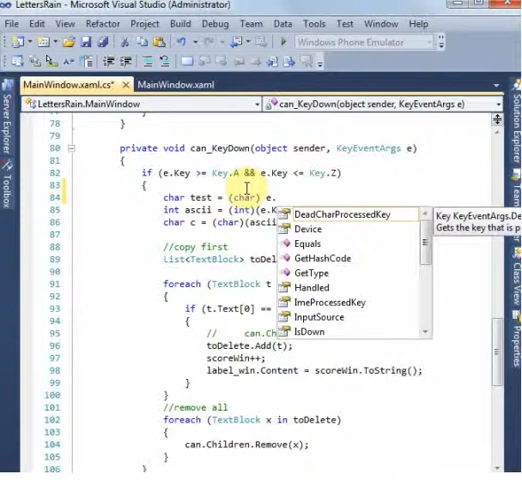 LettersRain - Microsoft Visual Studio (Administrator)
File Edit View Refactor Project Build Debug Team Data Tools Test Window Help
Windows Phone Emulator
MainWindow.xaml.cs* MainWindow.xaml
LettersRain.MainWindow can_KeyDown(object sender, KeyEventArgs e)
Server Explorer
Toolbox
78 }
79
80 private void can_KeyDown(object sender, KeyEventArgs e)
81 {
82 if (e.Key >= Key.A && e.Key <= Key.Z)
83 {
84 char test = (char) e.
85 int ascii = (int)(e.K
86 char c = (char)(ascii
87
88 //copy first
89 List<TextBlock> toDel
90
91 foreach (TextBlock t
92 {
93 if (t.Text[0] ==
94 {
95 // can.Ch
96 toDelete.Add(t);
97 scoreWin++;
98 label_win.Content = scoreWin.ToString();
99 }
100 }
101 //remove all
102 foreach (TextBlock x in toDelete)
103 {
104 can.Children.Remove(x);
105 }
106 }
DeadCharProcessedKey
Device
Equals
GetHashCode
GetType
Handled
ImeProcessedKey
InputSource
IsDown
Key KeyEventArgs.De
Gets the key that is p
Solution Explorer
Properties